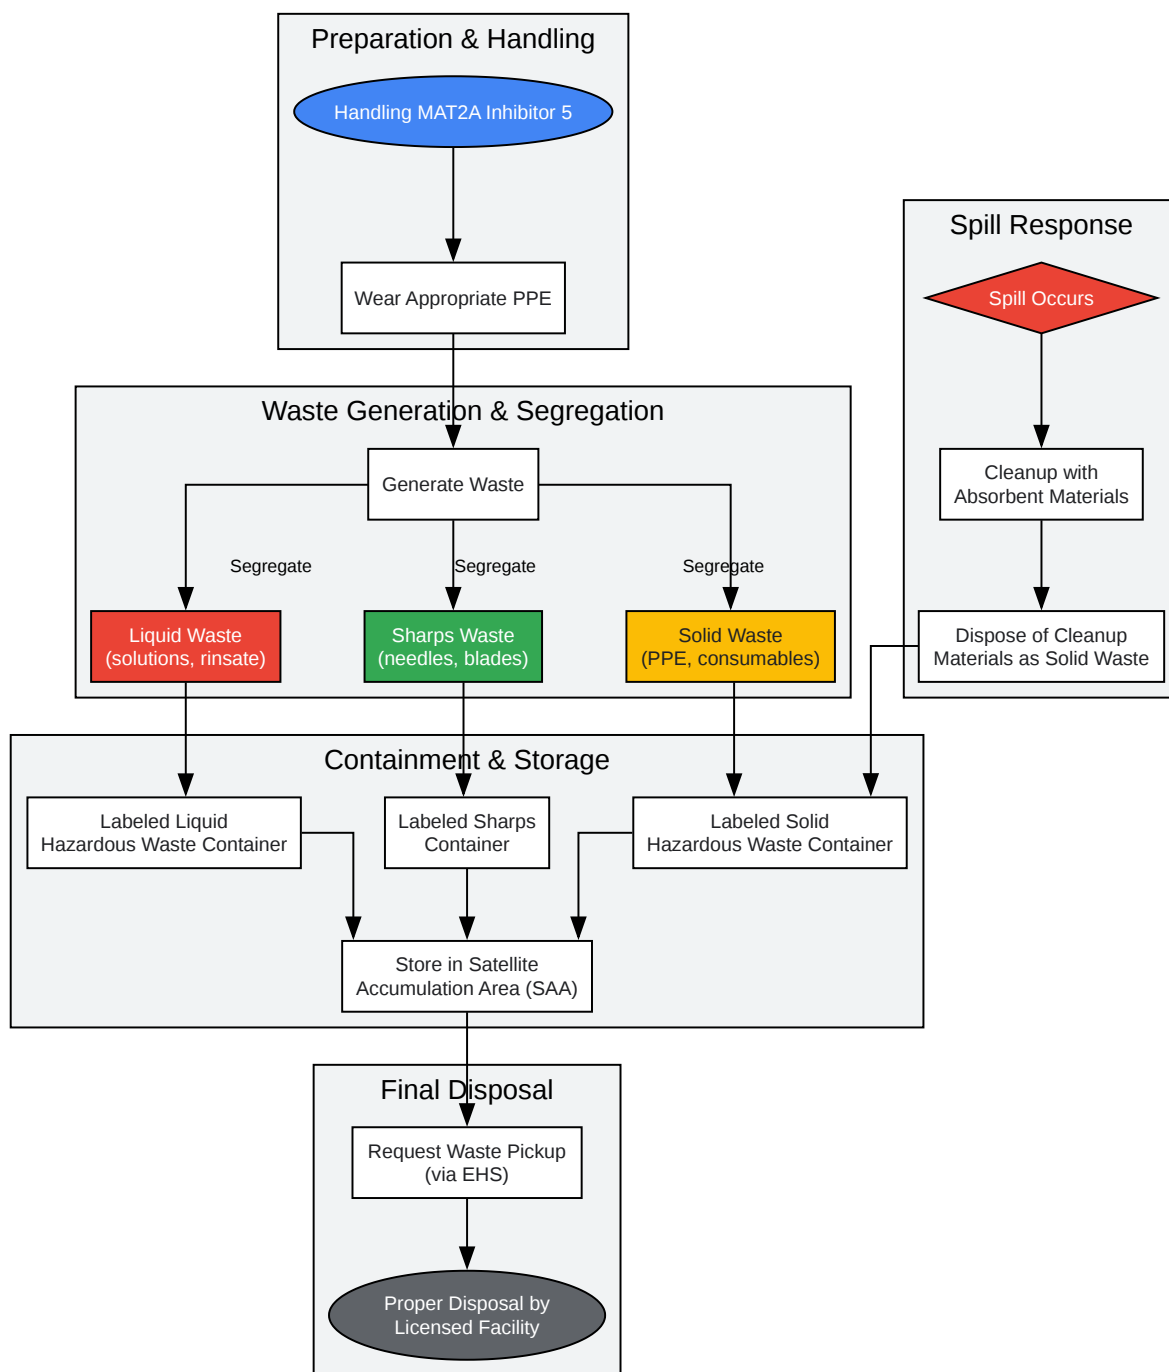 Preparation & Handling
Handling MAT2A Inhibitor 5
Wear Appropriate PPE
Spill Response
Spill Occurs
Cleanup with
Absorbent Materials
Dispose of Cleanup
Materials as Solid Waste
Waste Generation & Segregation
Generate Waste
Segregate
Segregate
Segregate
Liquid Waste
(solutions, rinsate)
Sharps Waste
(needles, blades)
Solid Waste
(PPE, consumables)
Containment & Storage
Labeled Liquid
Hazardous Waste Container
Labeled Sharps
Container
Labeled Solid
Hazardous Waste Container
Store in Satellite
Accumulation Area (SAA)
Final Disposal
Request Waste Pickup
(via EHS)
Proper Disposal by
Licensed Facility